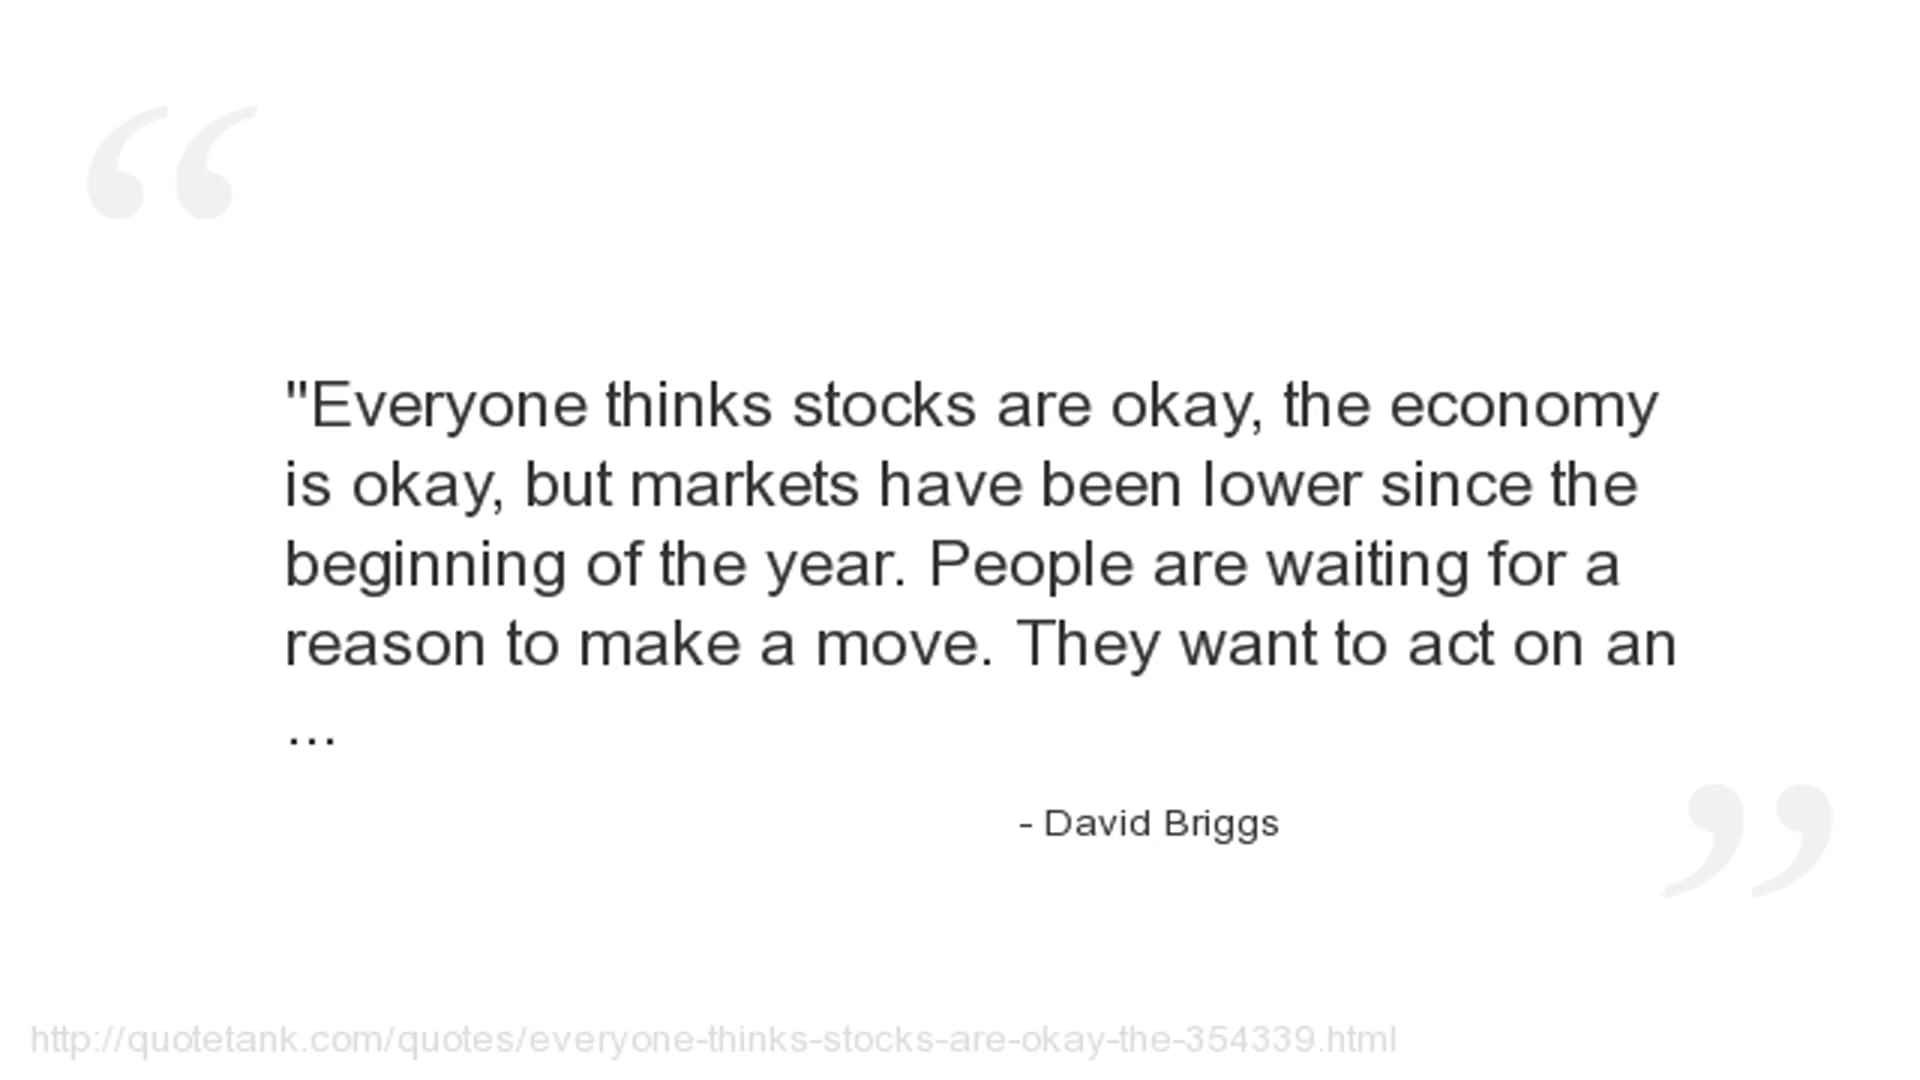 "Everyone thinks stocks are okay, the economy
is okay, but markets have been lower since the
beginning of the year. People are waiting for a
reason to make a move. They want to act on an
...
- David Briggs
http://quotetank.com/quotes/everyone-thinks-stocks-are-okay-the-354339.html